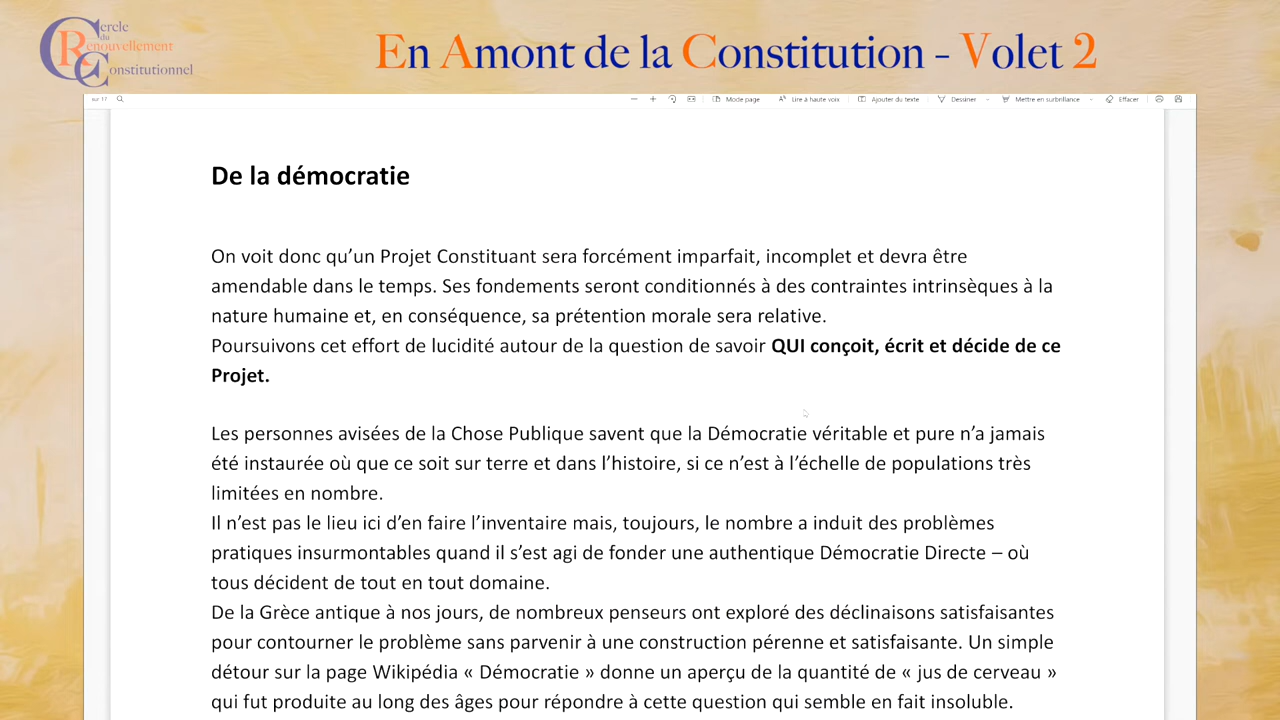 Cercle
du
Renouvellement
Constitutionnel
En Amont de la Constitution - Volet 2
sur 17
Mode page
Lire à haute voix
Ajouter du texte
Dessiner
Mettre en surbrillance
Effacer
De la démocratie
On voit donc qu’un Projet Constituant sera forcément imparfait, incomplet et devra être
amendable dans le temps. Ses fondements seront conditionnés à des contraintes intrinsèques à la
nature humaine et, en conséquence, sa prétention morale sera relative.
Poursuivons cet effort de lucidité autour de la question de savoir QUI conçoit, écrit et décide de ce
Projet.
Les personnes avisées de la Chose Publique savent que la Démocratie véritable et pure n’a jamais
été instaurée où que ce soit sur terre et dans l’histoire, si ce n’est à l’échelle de populations très
limitées en nombre.
Il n’est pas le lieu ici d’en faire l’inventaire mais, toujours, le nombre a induit des problèmes
pratiques insurmontables quand il s’est agi de fonder une authentique Démocratie Directe – où
tous décident de tout en tout domaine.
De la Grèce antique à nos jours, de nombreux penseurs ont exploré des déclinaisons satisfaisantes
pour contourner le problème sans parvenir à une construction pérenne et satisfaisante. Un simple
détour sur la page Wikipédia « Démocratie » donne un aperçu de la quantité de « jus de cerveau »
qui fut produite au long des âges pour répondre à cette question qui semble en fait insoluble.